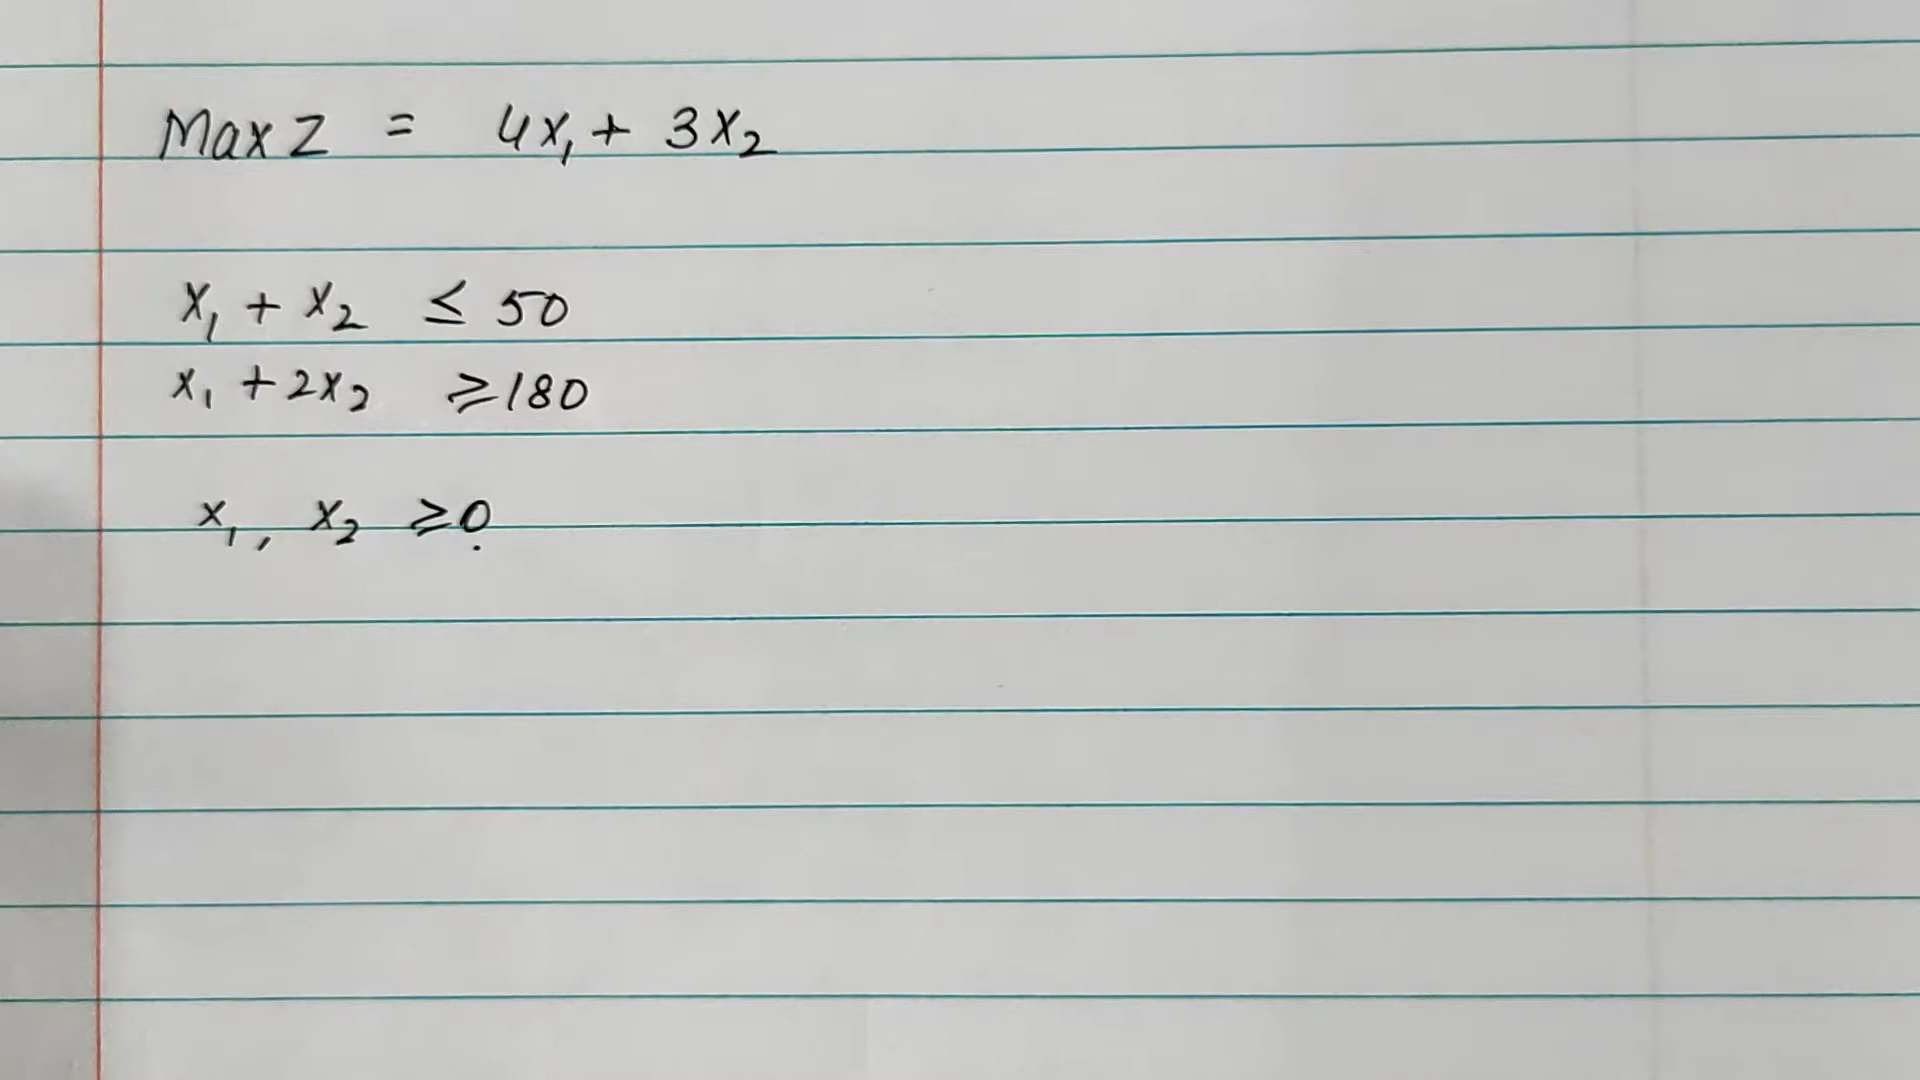 Max Z = 4x₁ + 3x₂
x₁ + x₂ ≤ 50
x₁ + 2x₂ ≥ 180
x₁, x₂ ≥ 0.